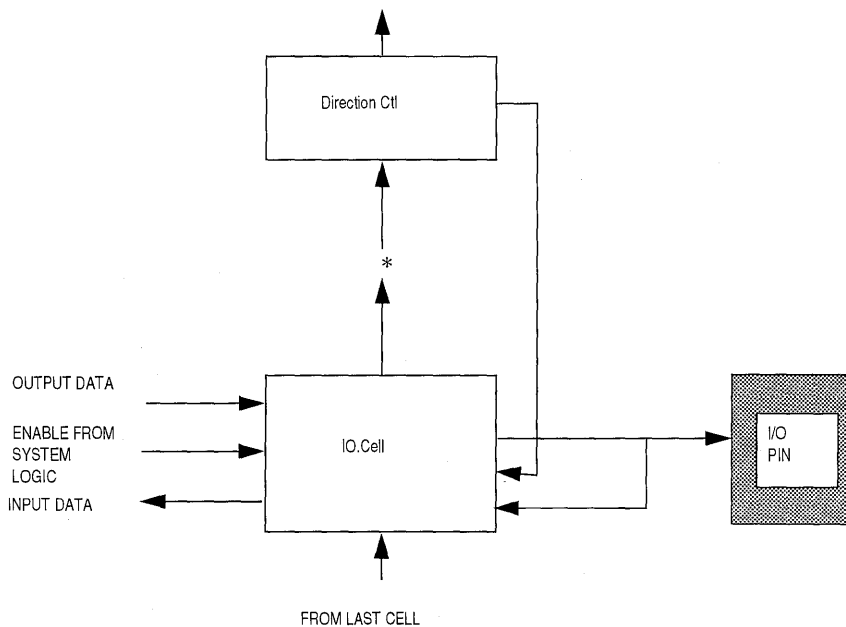 Direction Ctl
*
OUTPUT DATA
ENABLE FROM
SYSTEM
LOGIC
INPUT DATA
IO.Cell
I/O
PIN
FROM LAST CELL